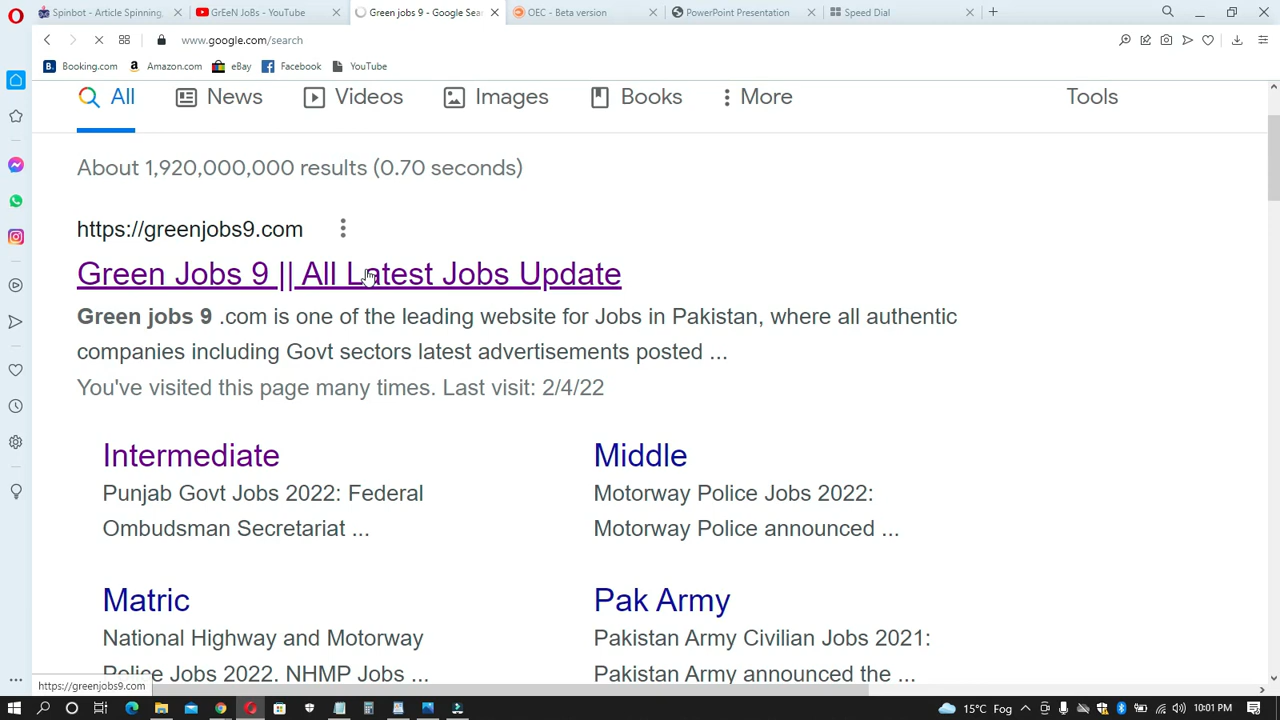 Spinbot - Article Spinning,
GrEeN JoBs - YouTube
Green jobs 9 - Google Sear
OEC - Beta version
PowerPoint Presentation
Speed Dial
www.google.com/search
Booking.com
Amazon.com
eBay
Facebook
YouTube
All
News
Videos
Images
Books
More
Tools
About 1,920,000,000 results (0.70 seconds)
https://greenjobs9.com
Green Jobs 9 || All Latest Jobs Update
Green jobs 9 .com is one of the leading website for Jobs in Pakistan, where all authentic
companies including Govt sectors latest advertisements posted ...
You've visited this page many times. Last visit: 2/4/22
Intermediate
Punjab Govt Jobs 2022: Federal
Ombudsman Secretariat ...
Middle
Motorway Police Jobs 2022:
Motorway Police announced ...
Matric
National Highway and Motorway
Police Jobs 2022. NHMP Jobs ...
Pak Army
Pakistan Army Civilian Jobs 2021:
Pakistan Army announced the ...
https://greenjobs9.com
15°C Fog
10:01 PM